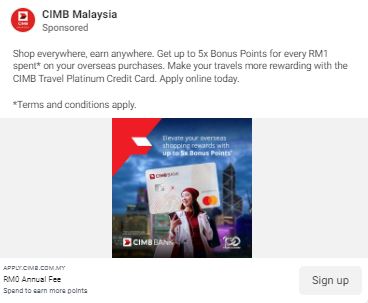 CIMB Malaysia
Sponsored
Shop everywhere, earn anywhere. Get up to 5x Bonus Points for every RM1
spent* on your overseas purchases. Make your travels more rewarding with the
CIMB Travel Platinum Credit Card. Apply online today.
*Terms and conditions apply.
Elevate your overseas
shopping rewards with
up to 5x Bonus Points*
CIMB BANK
CIMB BANK
APPLY.CIMB.COM.MY
RM0 Annual Fee
Spend to earn more points
Sign up